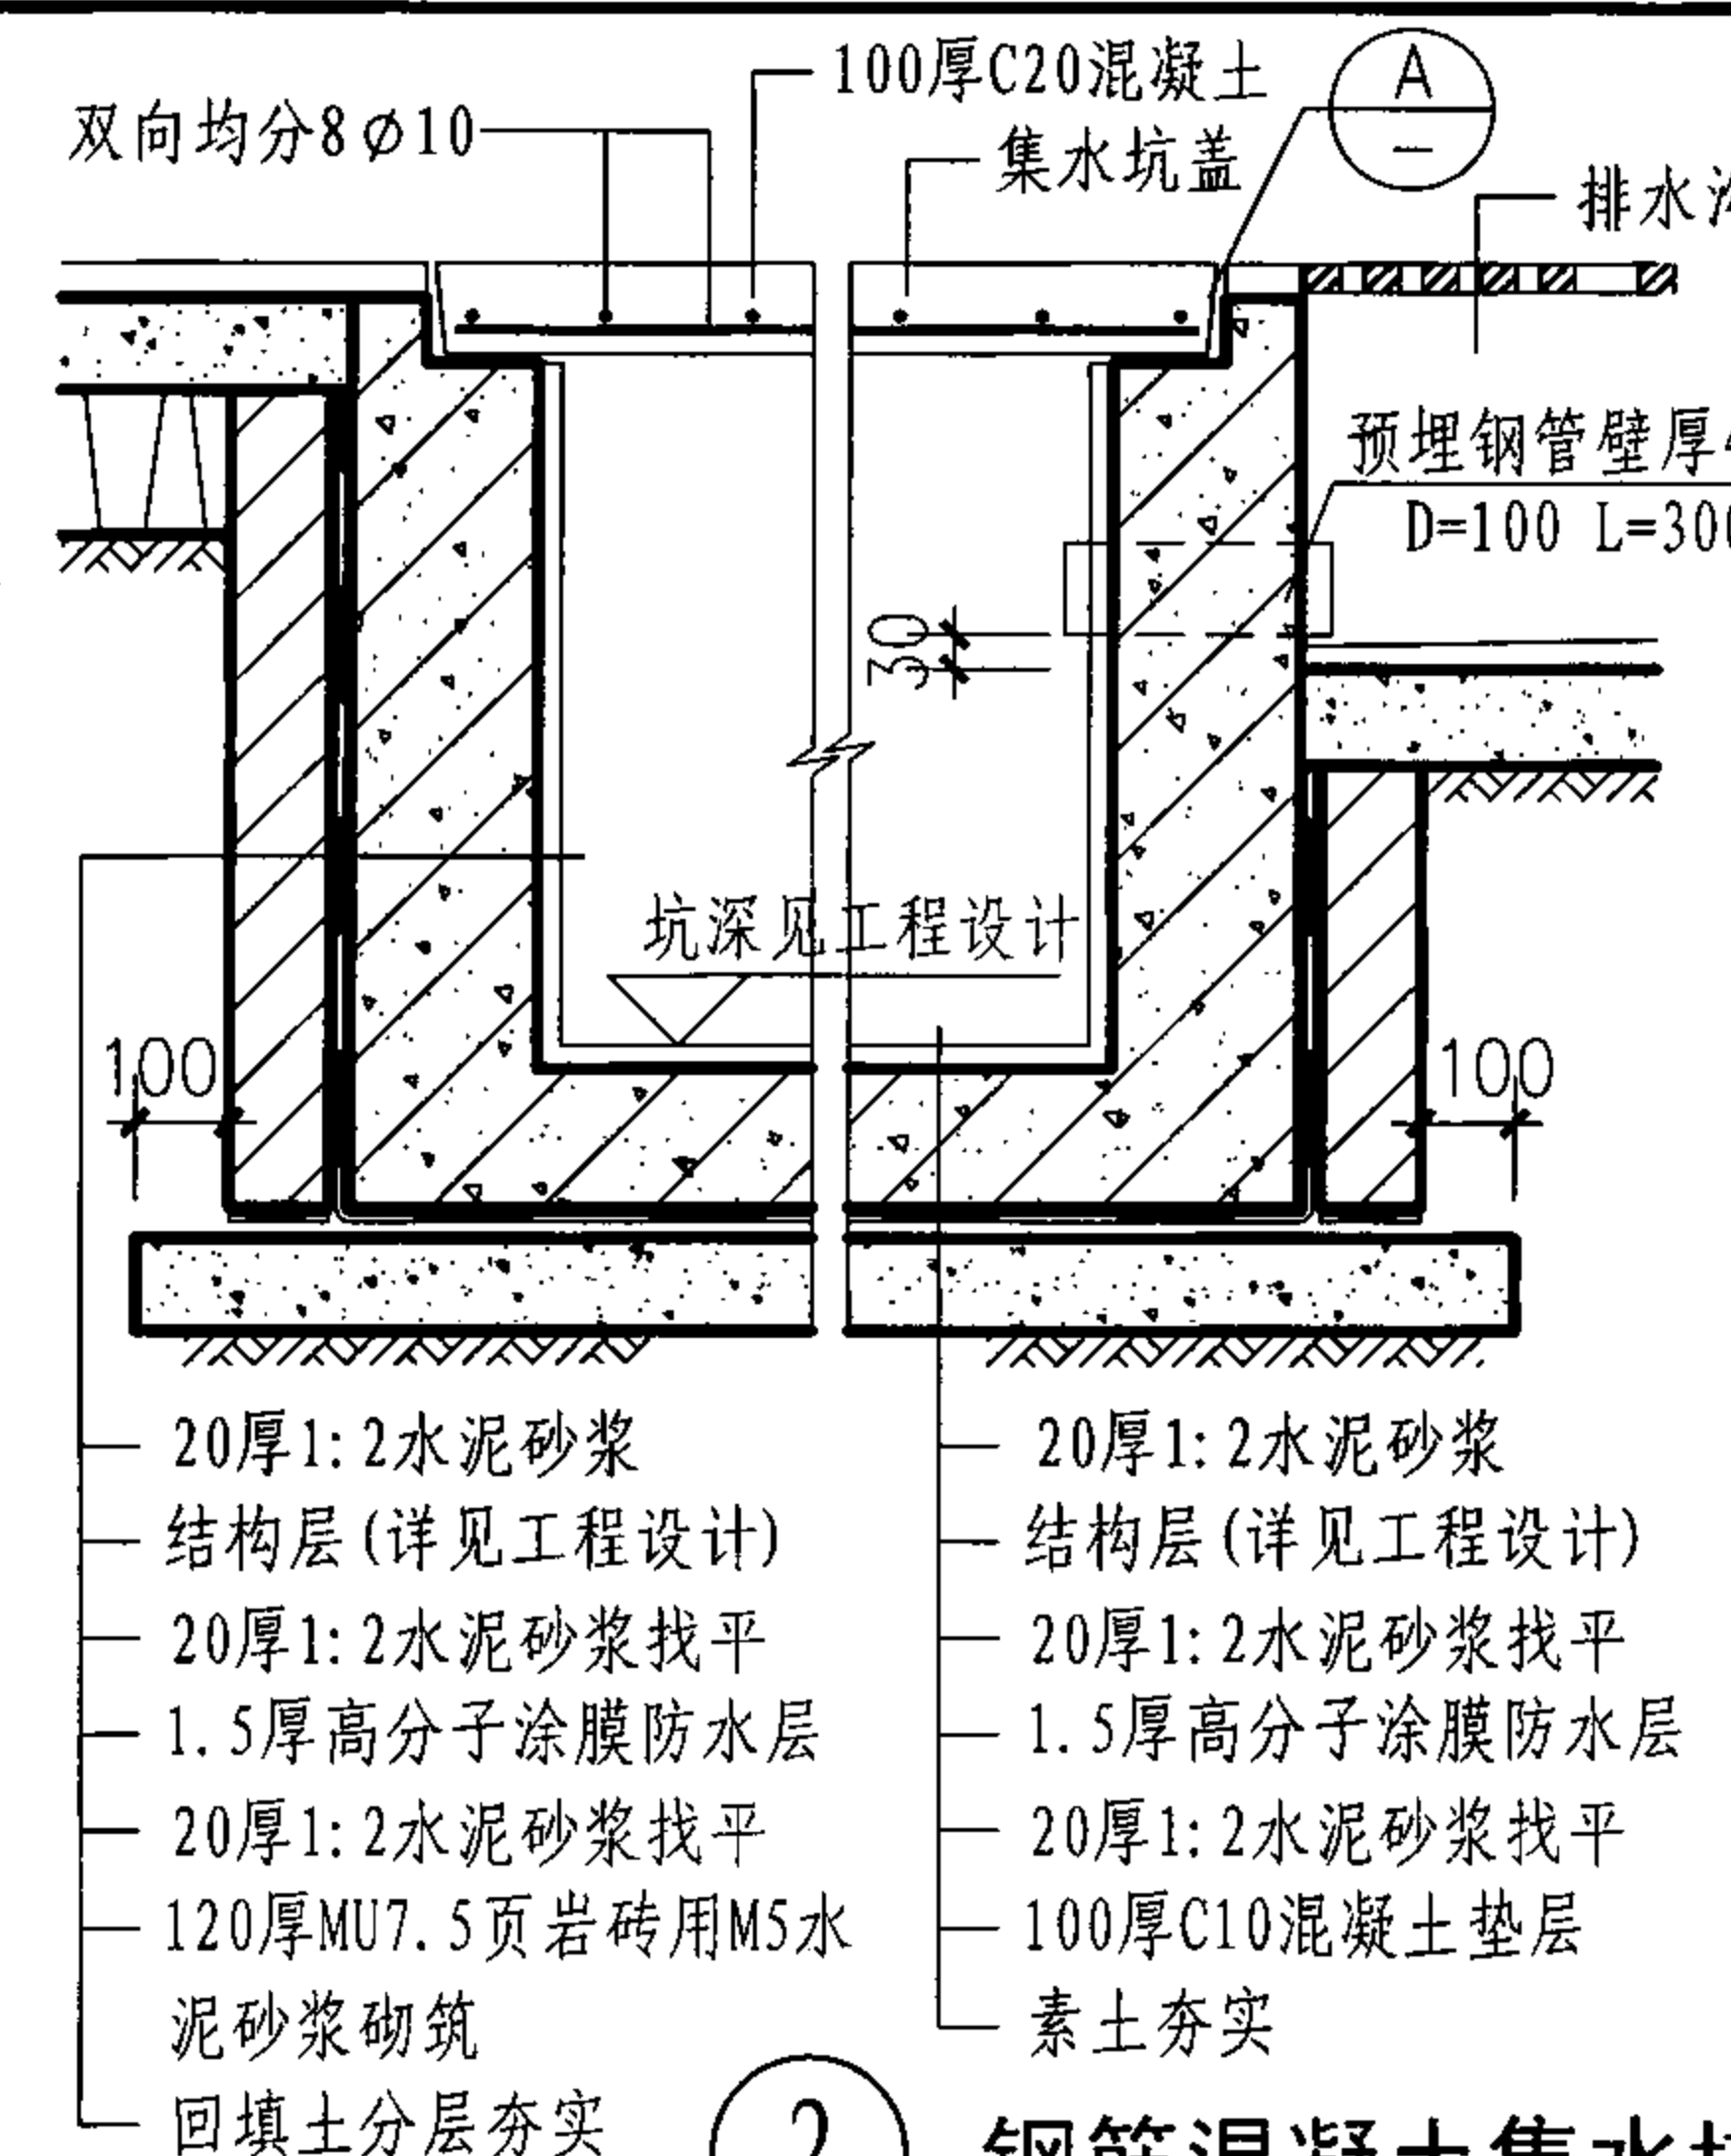 100厚C20混凝土
A
双向均分8φ10
集水坑盖
—
排水
预埋钢管壁厚
D=100 L=300
30
坑深见工程设计
100
100
20厚1:2水泥砂浆
结构层(详见工程设计)
20厚1:2水泥砂浆找平
1.5厚高分子涂膜防水层
20厚1:2水泥砂浆找平
120厚MU7.5页岩砖用M5水
泥砂浆砌筑
回填土分层夯实
20厚1:2水泥砂浆
结构层(详见工程设计)
20厚1:2水泥砂浆找平
1.5厚高分子涂膜防水层
20厚1:2水泥砂浆找平
100厚C10混凝土垫层
素土夯实
2
钢筋混凝土集水